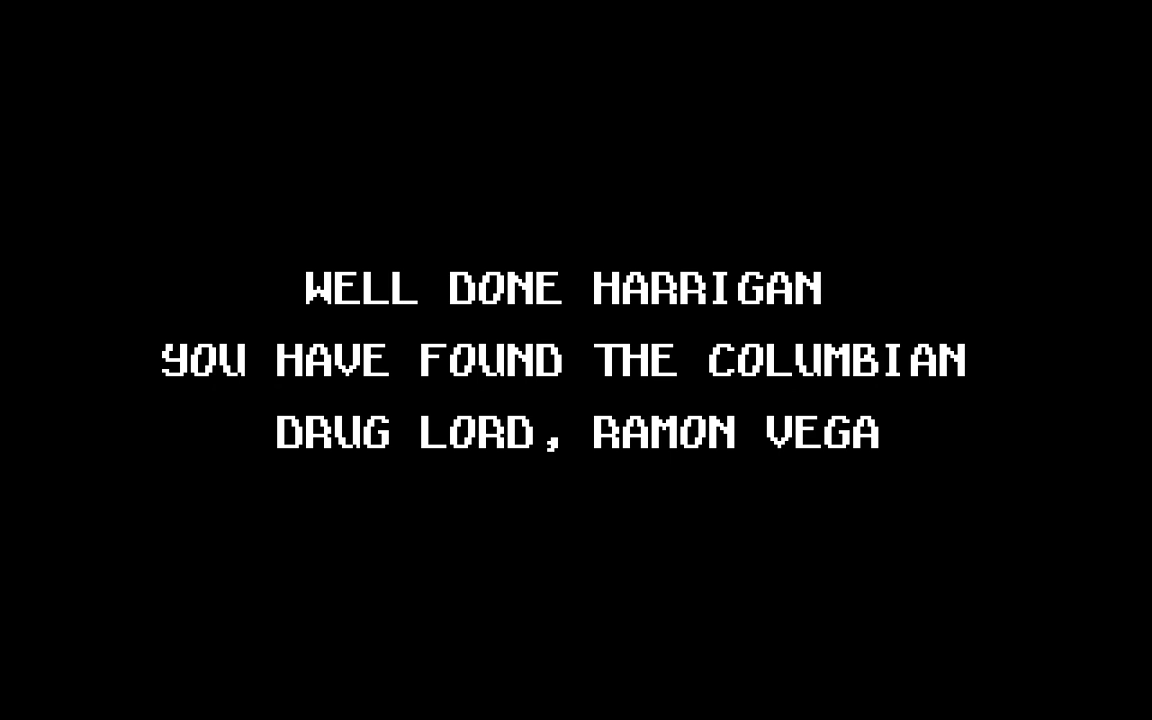 WELL DONE HARRIGAN
YOU HAVE FOUND THE COLUMBIAN
DRUG LORD, RAMON VEGA